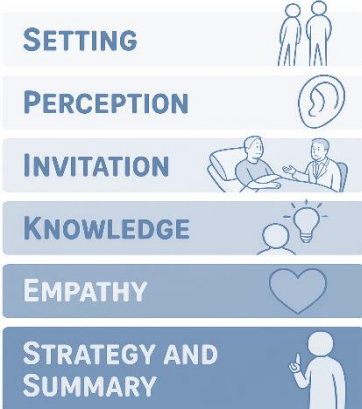 SETTING
PERCEPTION
INVITATION
KNOWLEDGE
EMPATHY
STRATEGY AND
SUMMARY